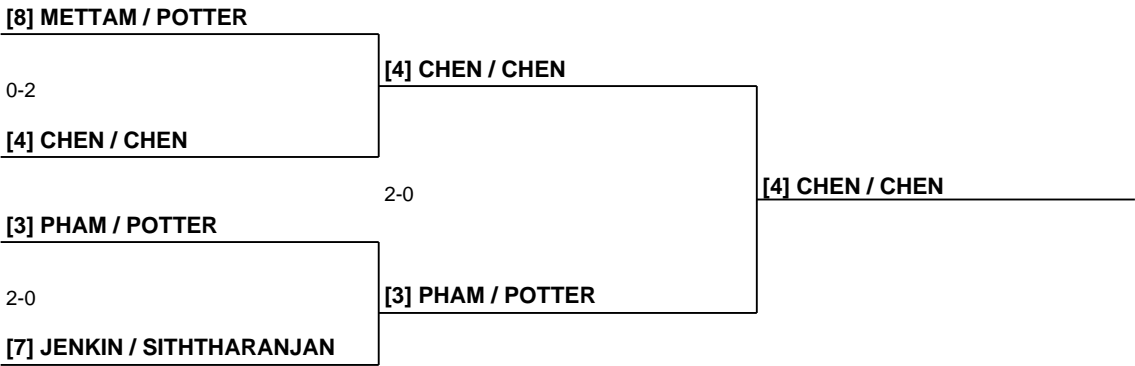 [8] METTAM / POTTER
0-2
[4] CHEN / CHEN
[3] PHAM / POTTER
2-0
[7] JENKIN / SITHTHARANJAN
[4] CHEN / CHEN
2-0
[3] PHAM / POTTER
[4] CHEN / CHEN